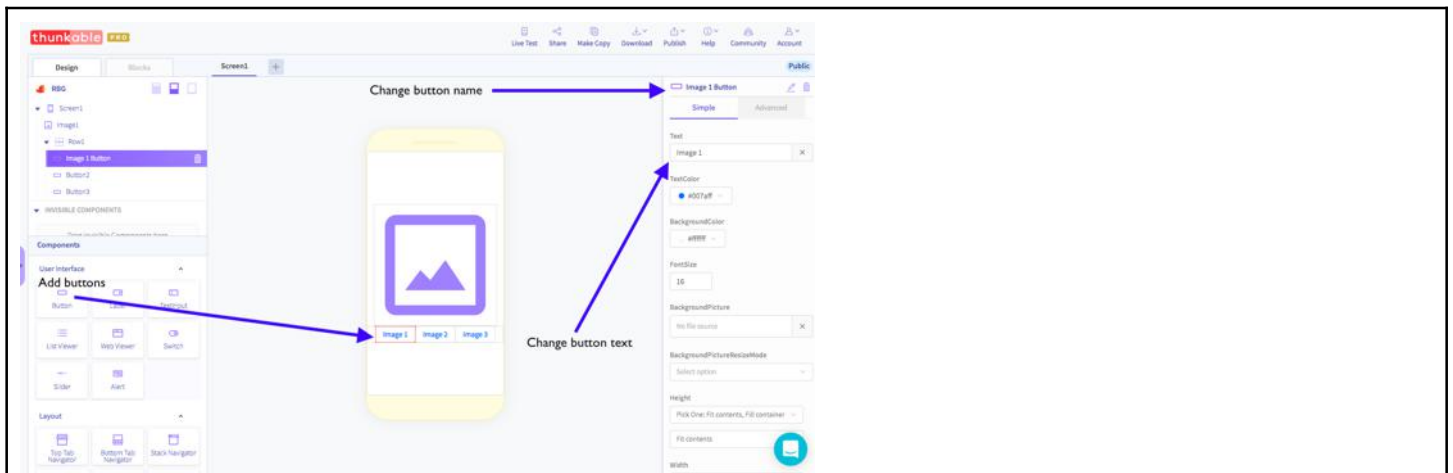 thunkable PRO
Live Test Share Make Copy Download Publish Help Community Account
Design Blocks Screen1 Public
RBG
Change button name
Image 1 Button
Screen1
Simple Advanced
Image1
Row1
Text
Image 1 Button
Image 1
Button2
Button3
TextColor
#007aff
INVISIBLE COMPONENTS
BackgroundColor
#ffffff
Components
User Interface
FontSize
Add buttons
16
Button
BackgroundPicture
No file source
List Viewer Web Viewer Switch
Image 1 Image 2 Image 3
Change button text
BackgroundPictureResizeMode
Select option
Slider Alert
Height
Pick One: Fit contents, Fill container
Layout
Fit contents
Top Tab Navigator
Bottom Tab Navigator
Stack Navigator
Width